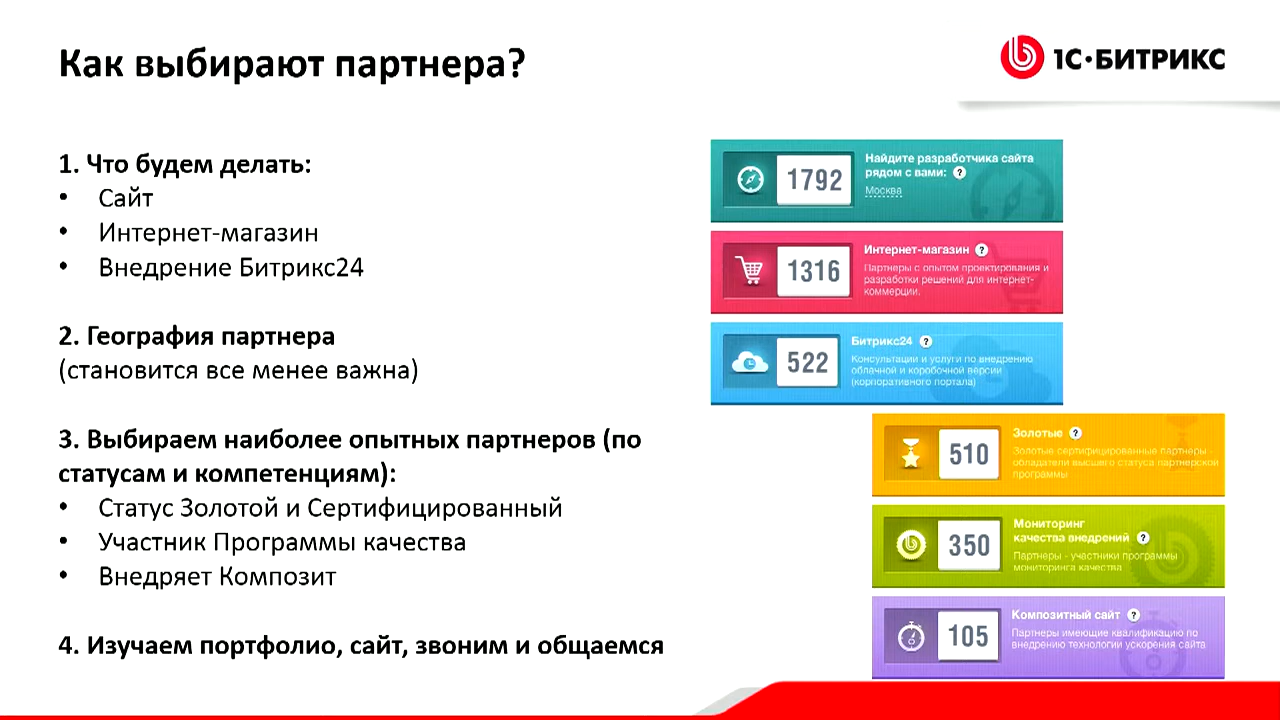 Как выбирают партнера?
1С·БИТРИКС
1. Что будем делать:
• Сайт
• Интернет-магазин
• Внедрение Битрикс24
2. География партнера
(становится все менее важна)
3. Выбираем наиболее опытных партнеров (по
статусам и компетенциям):
• Статус Золотой и Сертифицированный
• Участник Программы качества
• Внедряет Композит
4. Изучаем портфолио, сайт, звоним и общаемся
1792
Найдите разработчика сайта
рядом с вами: ?
Москва
1316
Интернет-магазин ?
Партнеры с опытом проектирования и
разработки решений для интернет-
коммерции.
522
Битрикс24 ?
Консультации и услуги по внедрению
облачной и коробочной версии
(корпоративного портала)
510
Золотые ?
Золотые сертифицированные партнеры -
обладатели высшего статуса партнерской
программы
350
Мониторинг
качества внедрений ?
Партнеры - участники программы
мониторинга качества
105
Композитный сайт ?
Партнеры имеющие квалификацию по
внедрению технологии ускорения сайта